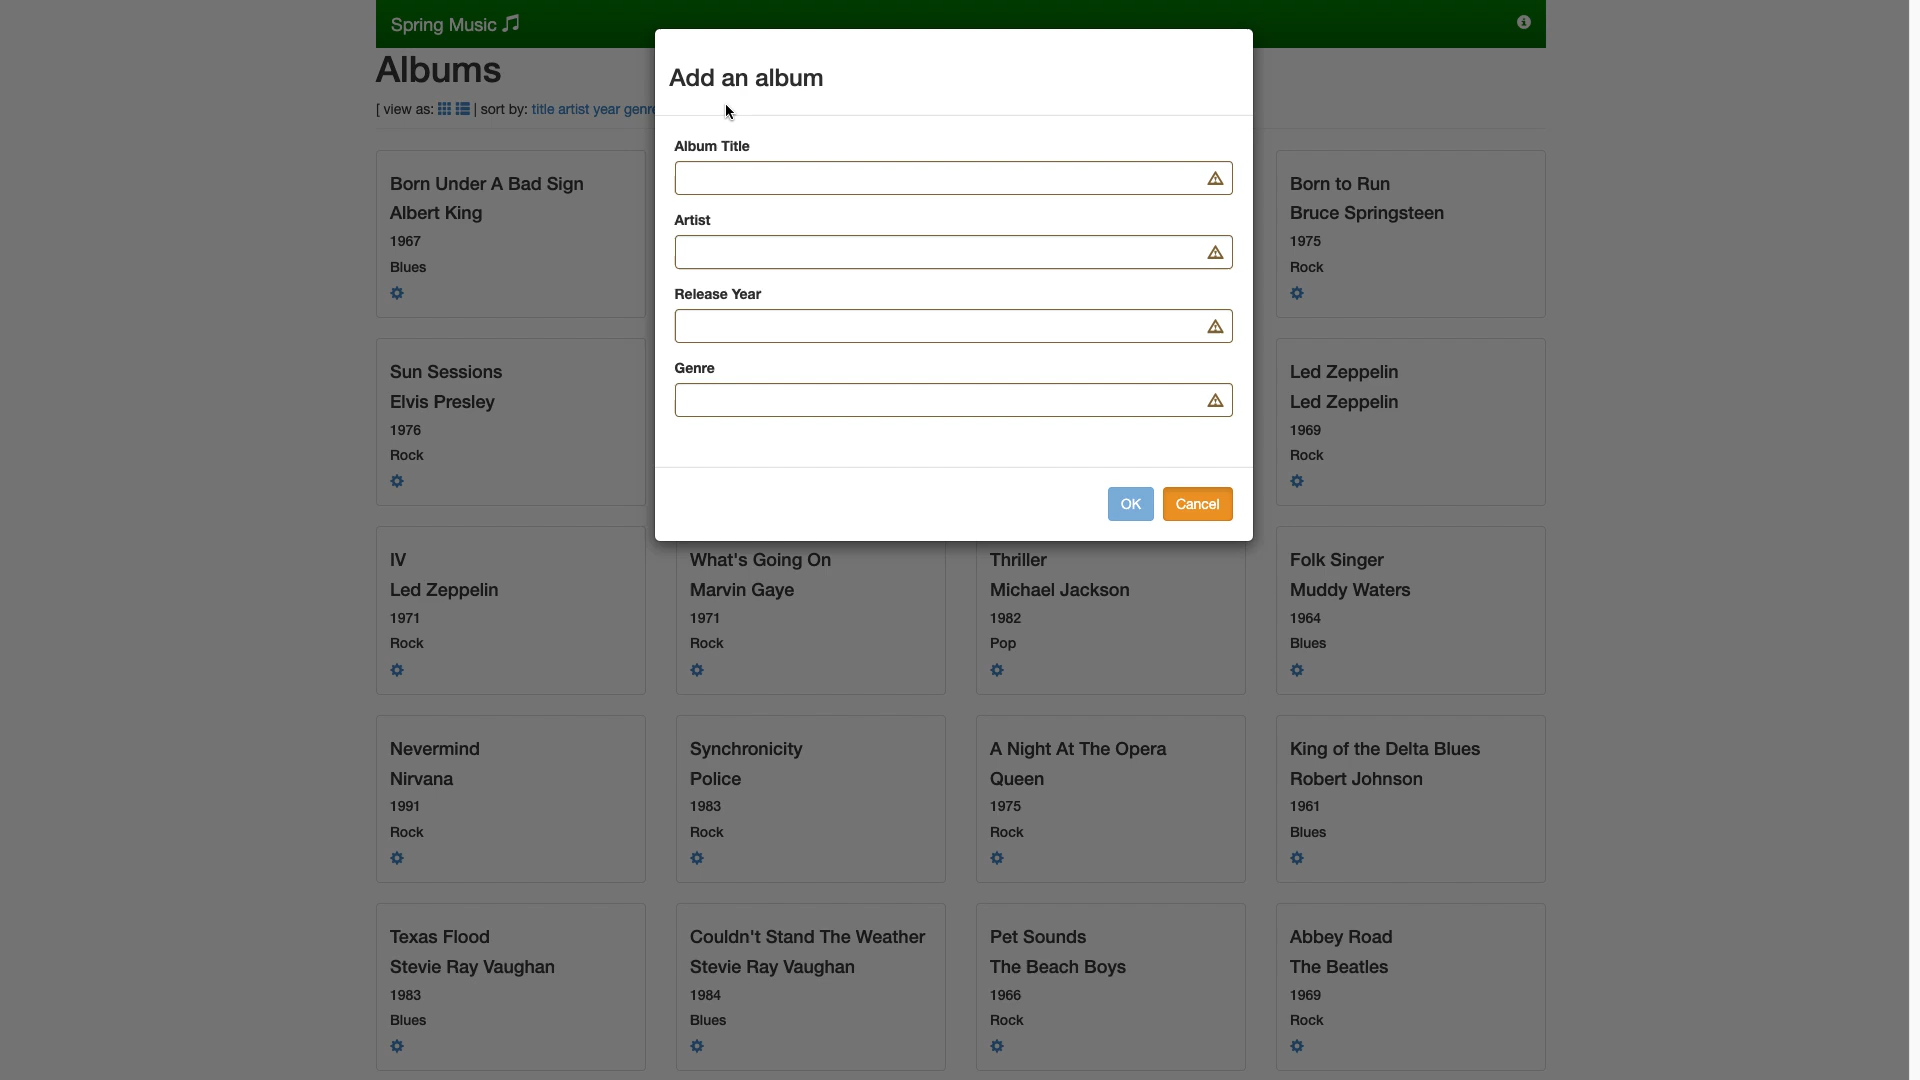 Spring Music
Albums
[ view as: | sort by: title artist year genre
Add an album
Album Title
Artist
Release Year
Genre
OK
Cancel
Born Under A Bad Sign
Albert King
1967
Blues
Born to Run
Bruce Springsteen
1975
Rock
Sun Sessions
Elvis Presley
1976
Rock
Led Zeppelin
Led Zeppelin
1969
Rock
IV
Led Zeppelin
1971
Rock
What's Going On
Marvin Gaye
1971
Rock
Thriller
Michael Jackson
1982
Pop
Folk Singer
Muddy Waters
1964
Blues
Nevermind
Nirvana
1991
Rock
Synchronicity
Police
1983
Rock
A Night At The Opera
Queen
1975
Rock
King of the Delta Blues
Robert Johnson
1961
Blues
Texas Flood
Stevie Ray Vaughan
1983
Blues
Couldn't Stand The Weather
Stevie Ray Vaughan
1984
Blues
Pet Sounds
The Beach Boys
1966
Rock
Abbey Road
The Beatles
1969
Rock